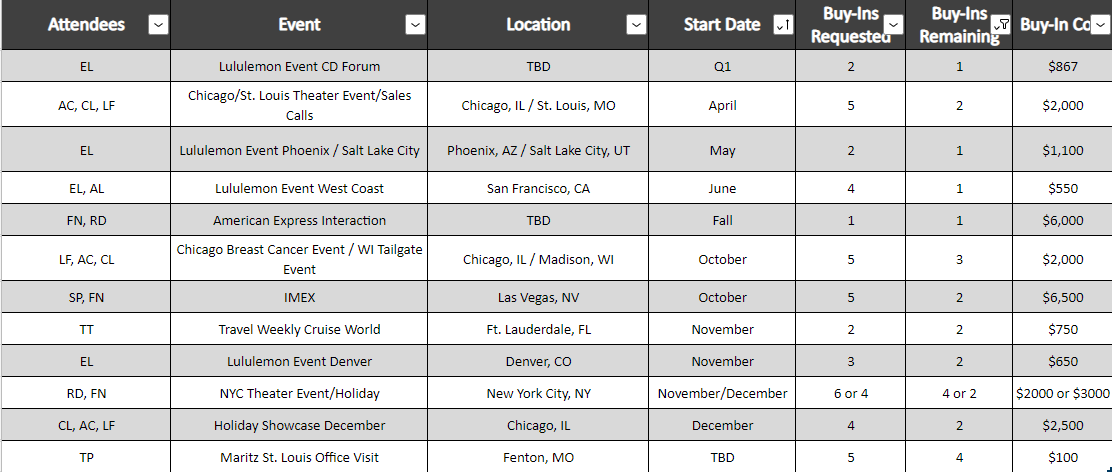 Attendees Event Location Start Date Buy-Ins Requested Buy-Ins Remaining Buy-In Co
EL Lululemon Event CD Forum TBD Q1 2 1 $867
AC, CL, LF Chicago/St. Louis Theater Event/Sales Calls Chicago, IL / St. Louis, MO April 5 2 $2,000
EL Lululemon Event Phoenix / Salt Lake City Phoenix, AZ / Salt Lake City, UT May 2 1 $1,100
EL, AL Lululemon Event West Coast San Francisco, CA June 4 1 $550
FN, RD American Express Interaction TBD Fall 1 1 $6,000
LF, AC, CL Chicago Breast Cancer Event / WI Tailgate Event Chicago, IL / Madison, WI October 5 3 $2,000
SP, FN IMEX Las Vegas, NV October 5 2 $6,500
TT Travel Weekly Cruise World Ft. Lauderdale, FL November 2 2 $750
EL Lululemon Event Denver Denver, CO November 3 2 $650
RD, FN NYC Theater Event/Holiday New York City, NY November/December 6 or 4 4 or 2 $2000 or $3000
CL, AC, LF Holiday Showcase December Chicago, IL December 4 2 $2,500
TP Maritz St. Louis Office Visit Fenton, MO TBD 5 4 $100